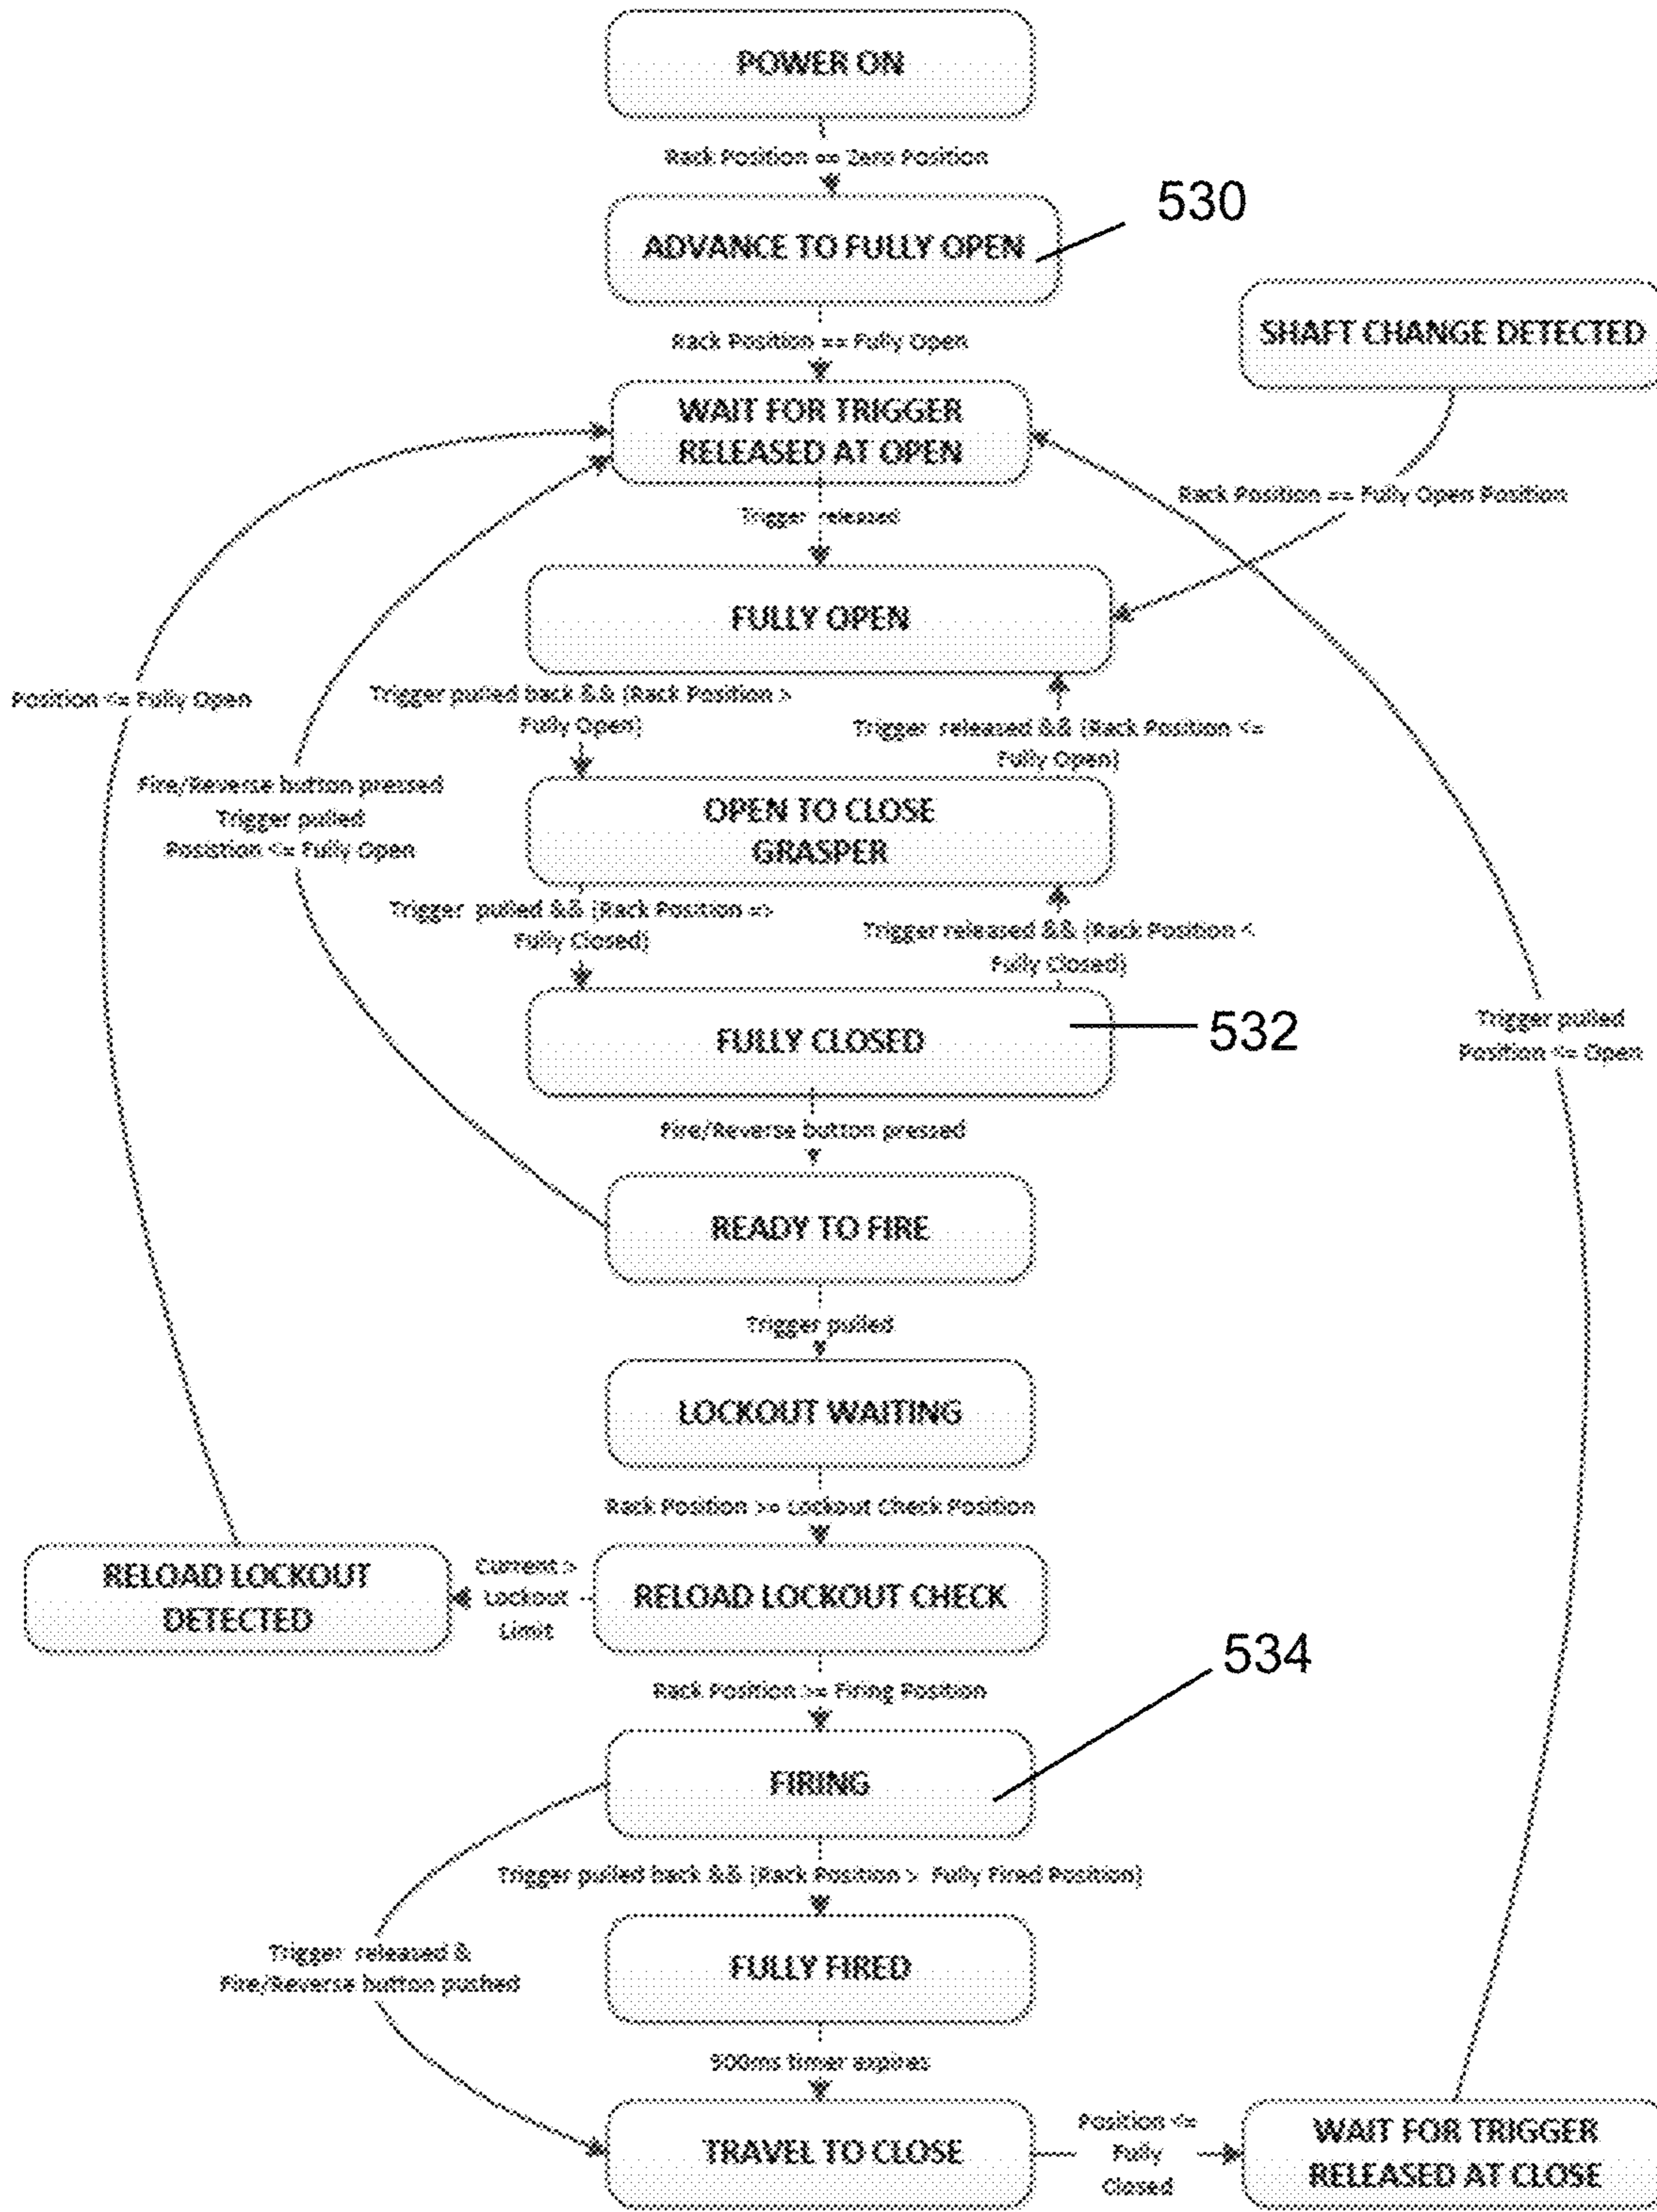 POWER ON
Rack Position == Zero Position
530
ADVANCE TO FULLY OPEN
SHAFT CHANGE DETECTED
Rack Position == Fully Open
WAIT FOR TRIGGER
RELEASED AT OPEN
Rack Position == Fully Open Position
Trigger released
FULLY OPEN
Position <= Fully Open
Trigger pulled back && (Rack Position >
Fully Open)
Trigger released && (Rack Position <=
Fully Open)
Fire/Reverse button pressed
Trigger pulled
Posistion <= Fully Open
OPEN TO CLOSE
GRASPER
Trigger pulled && (Rack Position =>
Fully Closed)
Trigger released && (Rack Position <
Fully Closed)
FULLY CLOSED
532
Trigger pulled
Position <= Open
Fire/Reverse button pressed
READY TO FIRE
Trigger pulled
LOCKOUT WAITING
Rack Position >= Lockout Check Position
RELOAD LOCKOUT
DETECTED
Current >
Lockout
Limit
RELOAD LOCKOUT CHECK
534
Rack Position >= Firing Position
FIRING
Trigger pulled back && (Rack Position > Fully Fired Position)
Trigger released &
Fire/Reverse button pushed
FULLY FIRED
timer expires
TRAVEL TO CLOSE
Position <=
Fully
Closed
WAIT FOR TRIGGER
RELEASED AT CLOSE